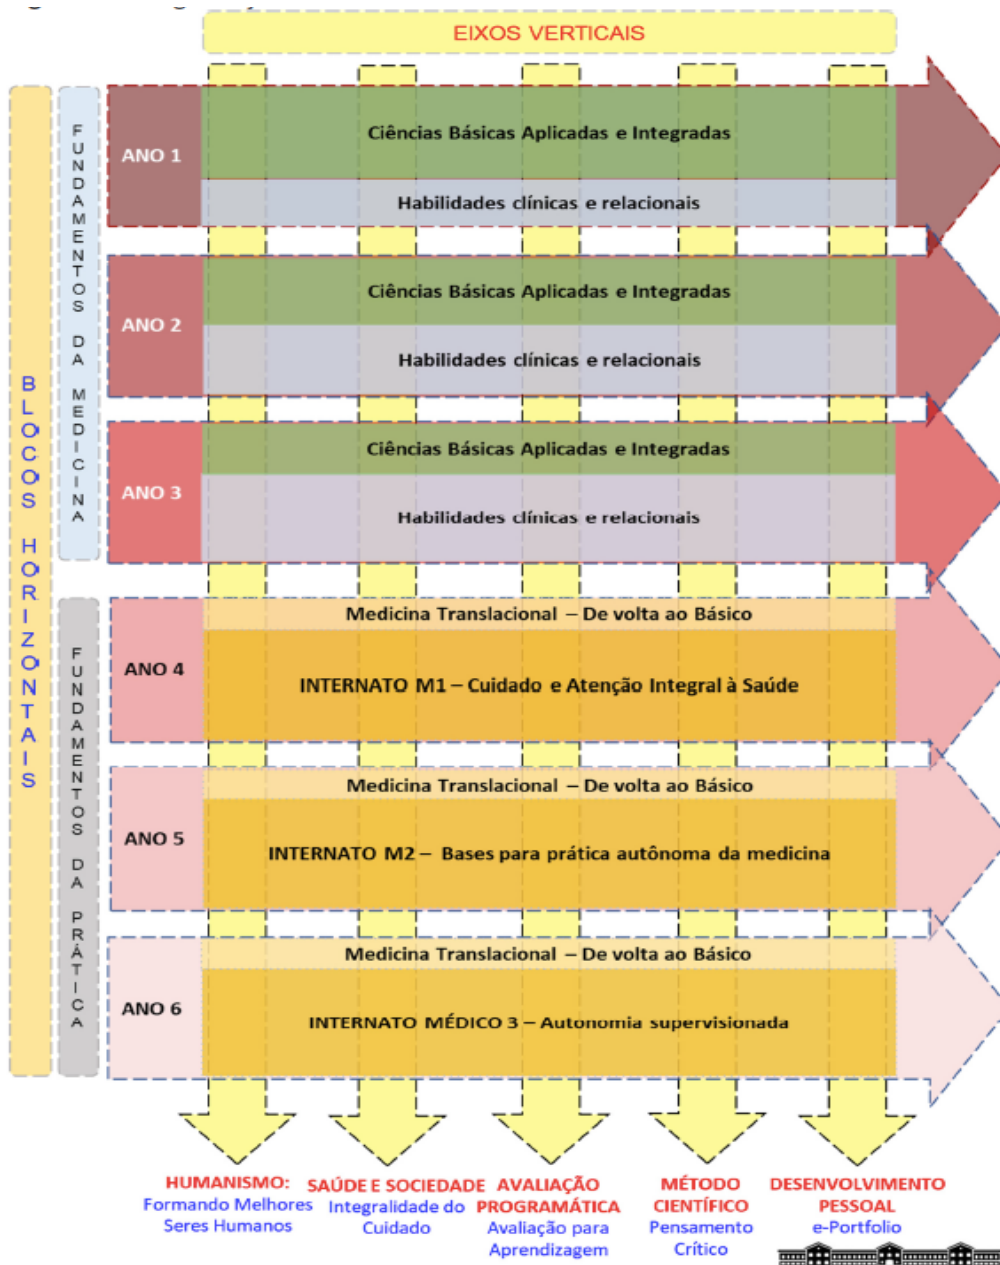 EIXOS VERTICAIS
BLOCOS HORIZONTAIS
FUNDAMENTOS DA MEDICINA
ANO 1
Ciências Básicas Aplicadas e Integradas
Habilidades clínicas e relacionais
ANO 2
Ciências Básicas Aplicadas e Integradas
Habilidades clínicas e relacionais
ANO 3
Ciências Básicas Aplicadas e Integradas
Habilidades clínicas e relacionais
FUNDAMENTOS DA PRÁTICA
Medicina Translacional – De volta ao Básico
ANO 4
INTERNATO M1 – Cuidado e Atenção Integral à Saúde
Medicina Translacional – De volta ao Básico
ANO 5
INTERNATO M2 – Bases para prática autônoma da medicina
Medicina Translacional – De volta ao Básico
ANO 6
INTERNATO MÉDICO 3 – Autonomia supervisionada
HUMANISMO:
Formando Melhores
Seres Humanos
SAÚDE E SOCIEDADE
Integralidade do
Cuidado
AVALIAÇÃO
PROGRAMÁTICA
Avaliação para
Aprendizagem
MÉTODO
CIENTÍFICO
Pensamento
Crítico
DESENVOLVIMENTO
PESSOAL
e-Portfolio